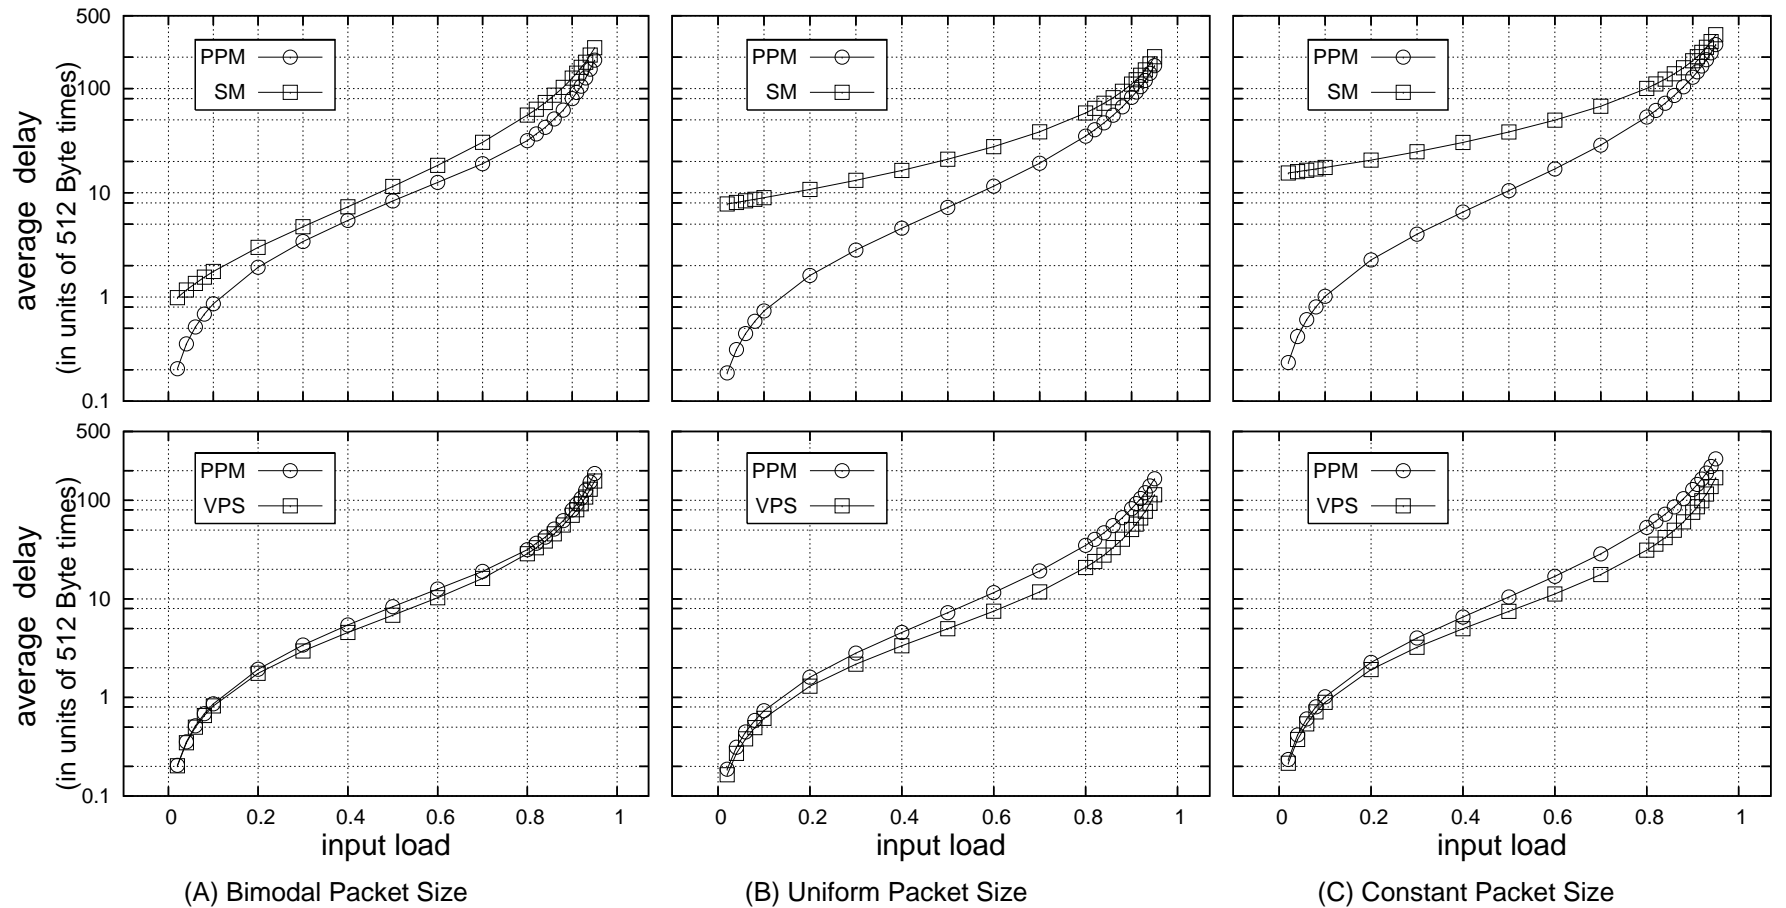 500
100
10
1
0.1
average delay
(in units of 512 Byte times)
PPM
SM
PPM
SM
PPM
SM
500
100
10
1
0.1
average delay
(in units of 512 Byte times)
PPM
VPS
PPM
VPS
PPM
VPS
0 0.2 0.4 0.6 0.8 1
0 0.2 0.4 0.6 0.8 1
0 0.2 0.4 0.6 0.8 1
input load
input load
input load
(A) Bimodal Packet Size
(B) Uniform Packet Size
(C) Constant Packet Size